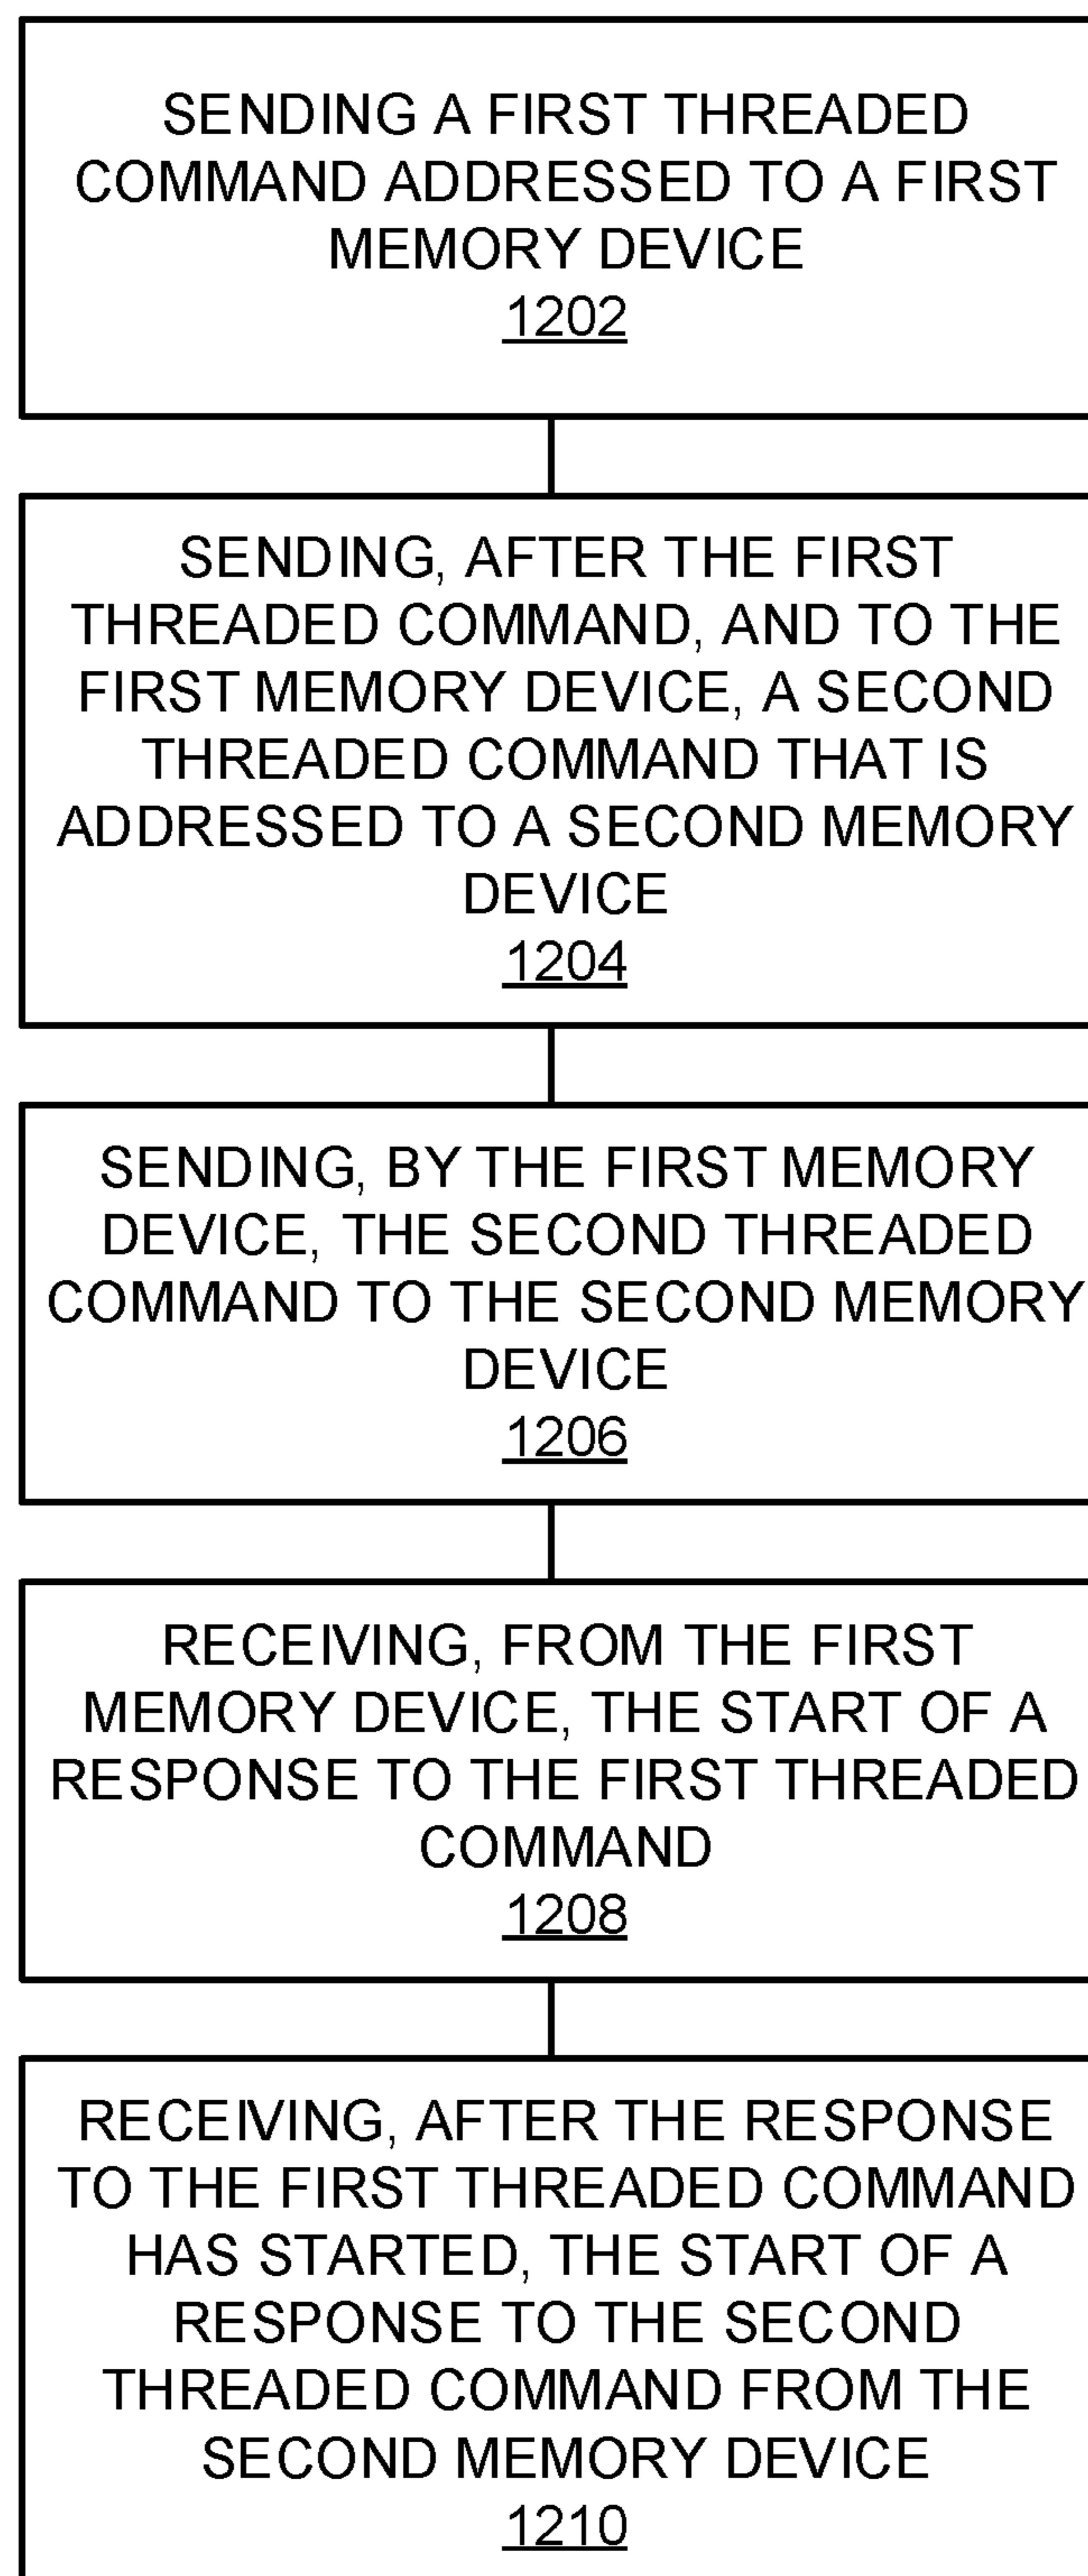 SENDING A FIRST THREADED
COMMAND ADDRESSED TO A FIRST
MEMORY DEVICE
1202
SENDING, AFTER THE FIRST
THREADED COMMAND, AND TO THE
FIRST MEMORY DEVICE, A SECOND
THREADED COMMAND THAT IS
ADDRESSED TO A SECOND MEMORY
DEVICE
1204
SENDING, BY THE FIRST MEMORY
DEVICE, THE SECOND THREADED
COMMAND TO THE SECOND MEMORY
DEVICE
1206
RECEIVING, FROM THE FIRST
MEMORY DEVICE, THE START OF A
RESPONSE TO THE FIRST THREADED
COMMAND
1208
RECEIVING, AFTER THE RESPONSE
TO THE FIRST THREADED COMMAND
HAS STARTED, THE START OF A
RESPONSE TO THE SECOND
THREADED COMMAND FROM THE
SECOND MEMORY DEVICE
1210